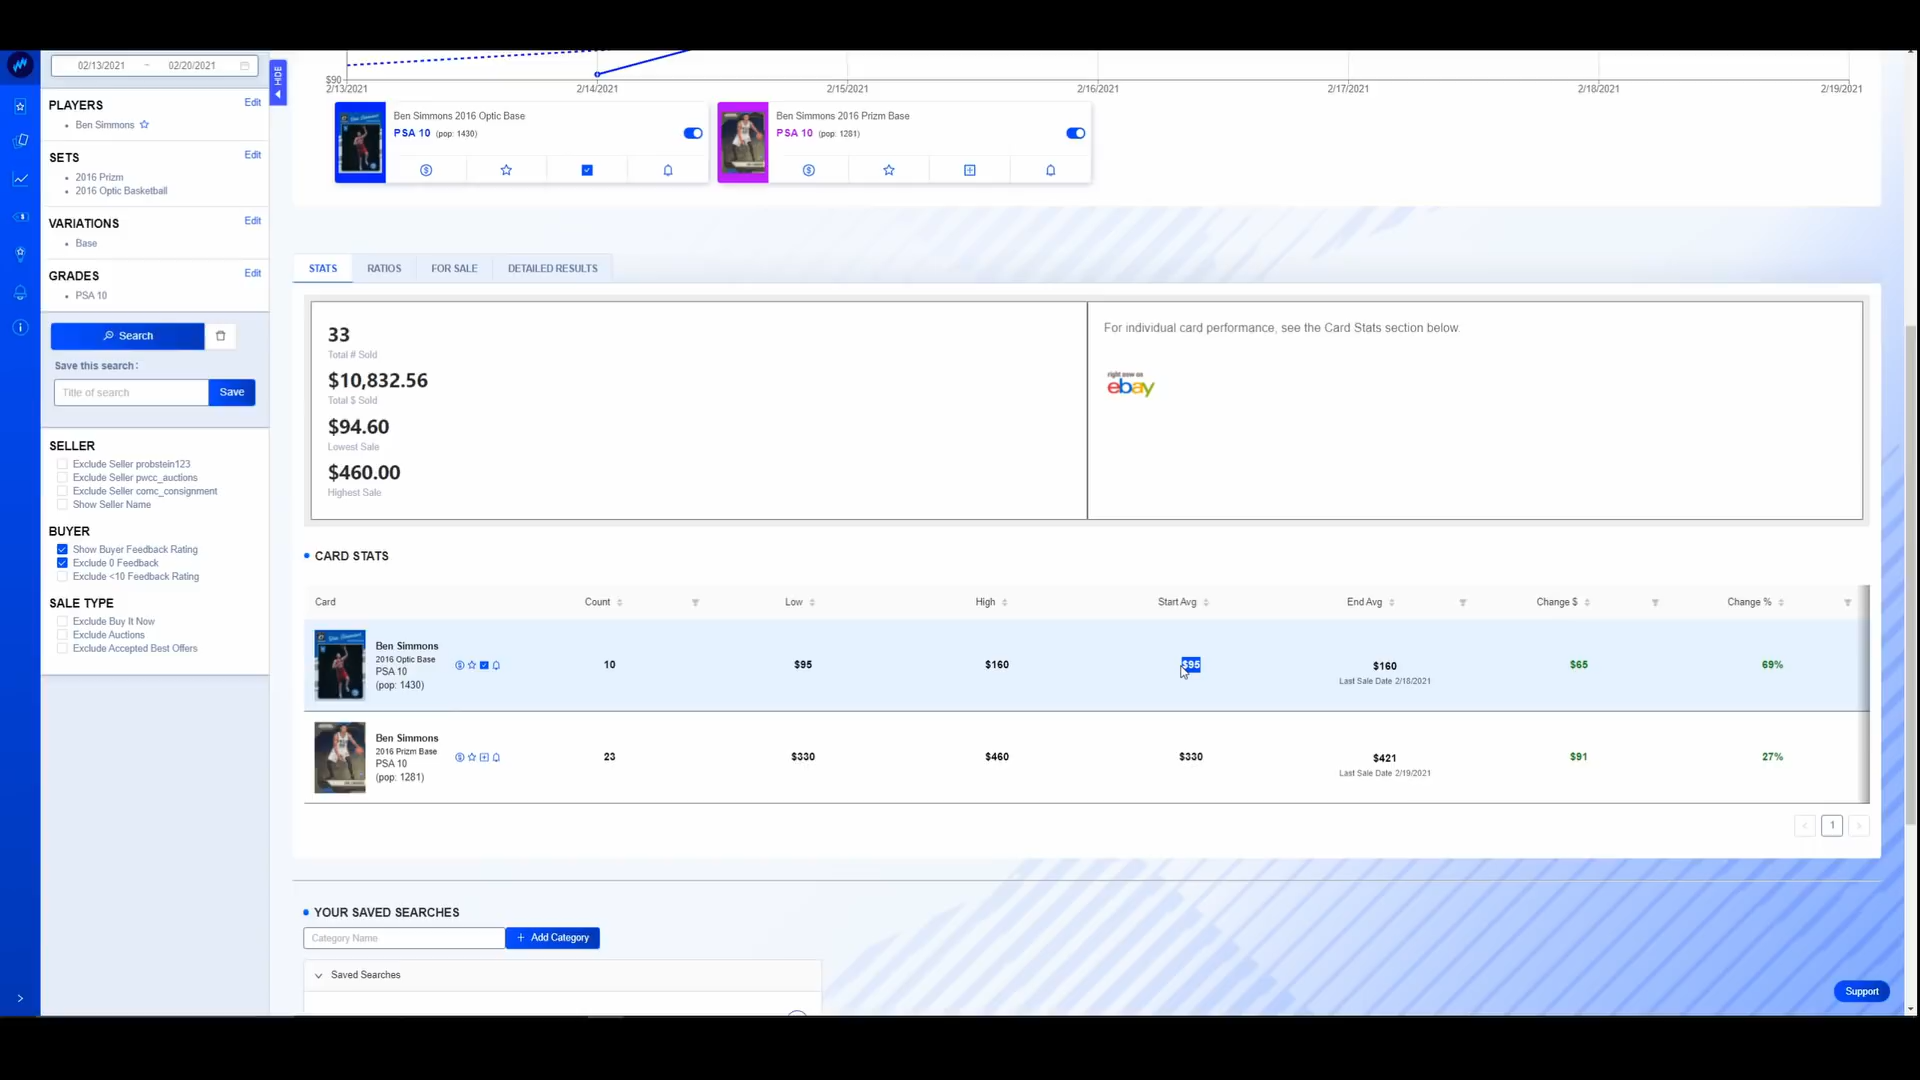 02/13/2021 ~ 02/20/2021
HIDE
PLAYERS Edit
Ben Simmons
SETS Edit
2016 Prizm
2016 Optic Basketball
VARIATIONS Edit
Base
GRADES Edit
PSA 10
Search
Save this search:
Title of search Save
SELLER
Exclude Seller probstein123
Exclude Seller pwcc_auctions
Exclude Seller comc_consignment
Show Seller Name
BUYER
Show Buyer Feedback Rating
Exclude 0 Feedback
Exclude <10 Feedback Rating
SALE TYPE
Exclude Buy It Now
Exclude Auctions
Exclude Accepted Best Offers
$90
2/13/2021 2/14/2021 2/15/2021 2/16/2021 2/17/2021 2/18/2021 2/19/2021
Ben Simmons 2016 Optic Base
PSA 10 (pop: 1430)
Ben Simmons 2016 Prizm Base
PSA 10 (pop: 1281)
STATS RATIOS FOR SALE DETAILED RESULTS
33
Total # Sold
$10,832.56
Total $ Sold
$94.60
Lowest Sale
$460.00
Highest Sale
For individual card performance, see the Card Stats section below.
right now on
ebay
CARD STATS
Card Count Low High Start Avg End Avg Change $ Change %
Ben Simmons
2016 Optic Base
PSA 10
(pop: 1430)
10 $95 $160 $95 $160 $65 69%
Last Sale Date 2/18/2021
Ben Simmons
2016 Prizm Base
PSA 10
(pop: 1281)
23 $330 $460 $330 $421 $91 27%
Last Sale Date 2/19/2021
1
YOUR SAVED SEARCHES
Category Name + Add Category
Saved Searches
Support